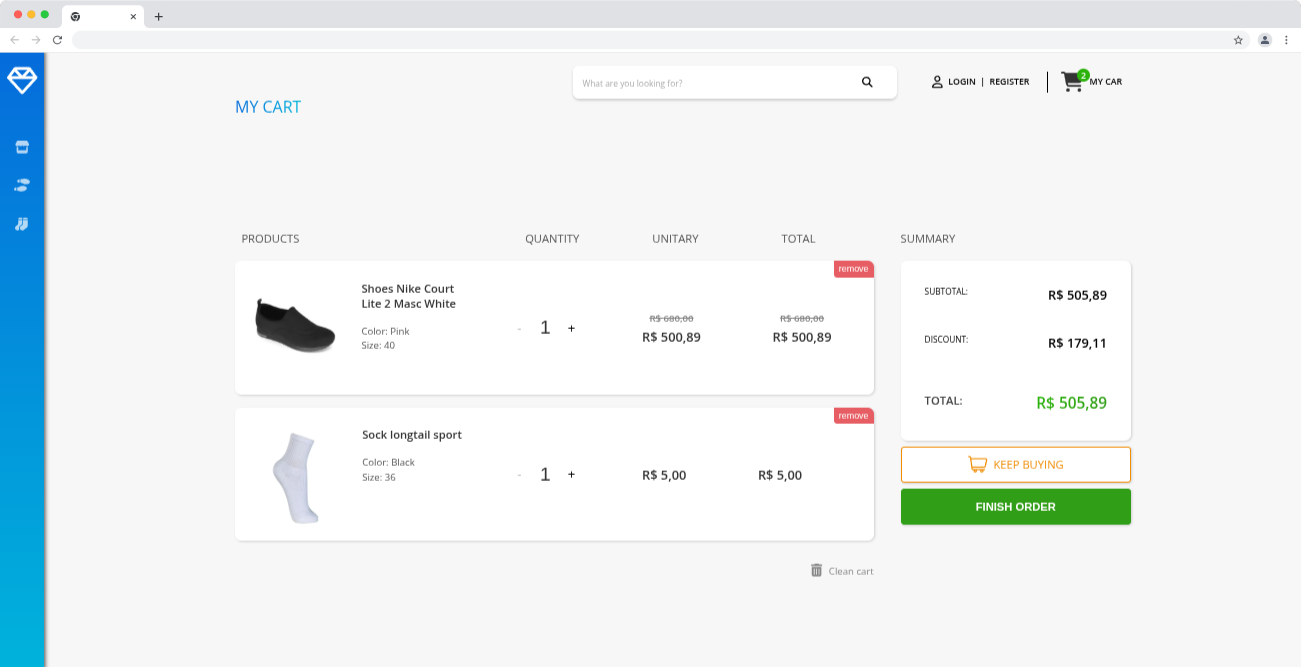 What are you looking for?
LOGIN | REGISTER
2
MY CAR
MY CART
PRODUCTS QUANTITY UNITARY TOTAL SUMMARY
remove
Shoes Nike Court
Lite 2 Masc White
Color: Pink
Size: 40
- 1 +
R$ 680,00
R$ 500,89
R$ 680,00
R$ 500,89
remove
Sock longtail sport
Color: Black
Size: 36
- 1 +
R$ 5,00
R$ 5,00
Clean cart
SUBTOTAL: R$ 505,89
DISCOUNT: R$ 179,11
TOTAL: R$ 505,89
KEEP BUYING
FINISH ORDER